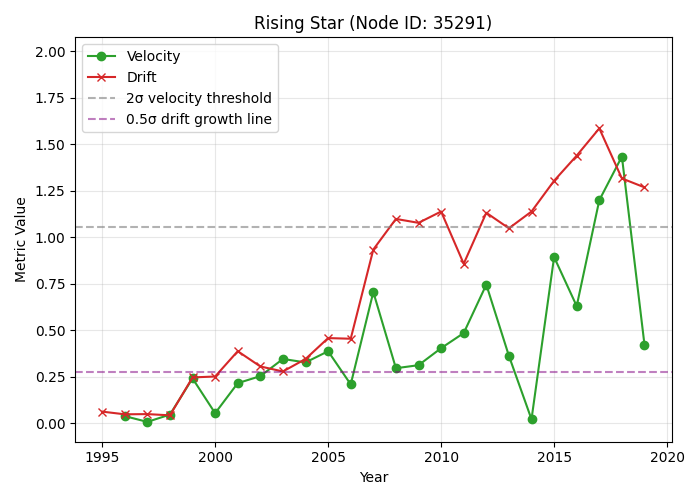 Rising Star (Node ID: 35291)
Velocity
Drift
2σ velocity threshold
0.5σ drift growth line
Metric Value
2.00
1.75
1.50
1.25
1.00
0.75
0.50
0.25
0.00
1995
2000
2005
2010
2015
2020
Year